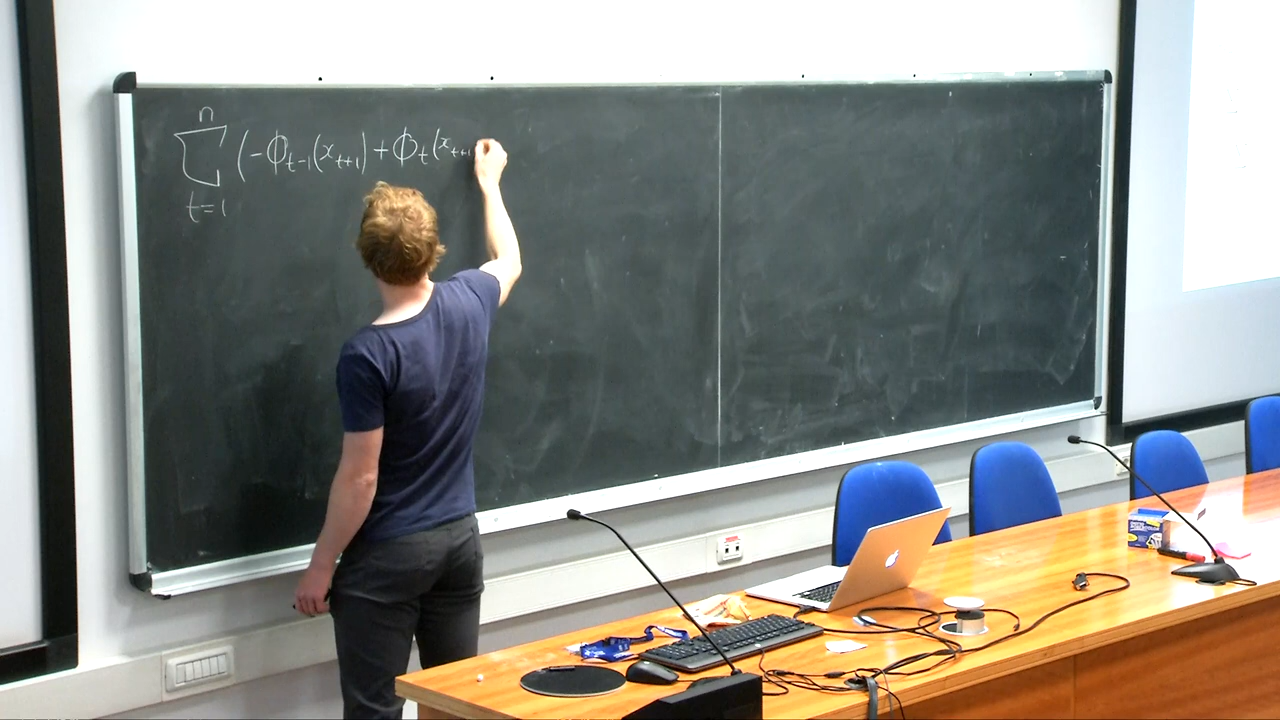 n
∑ (-ϕ_{t-1}(x_{t+1}) + ϕ_t(x_{t+1}
t=1